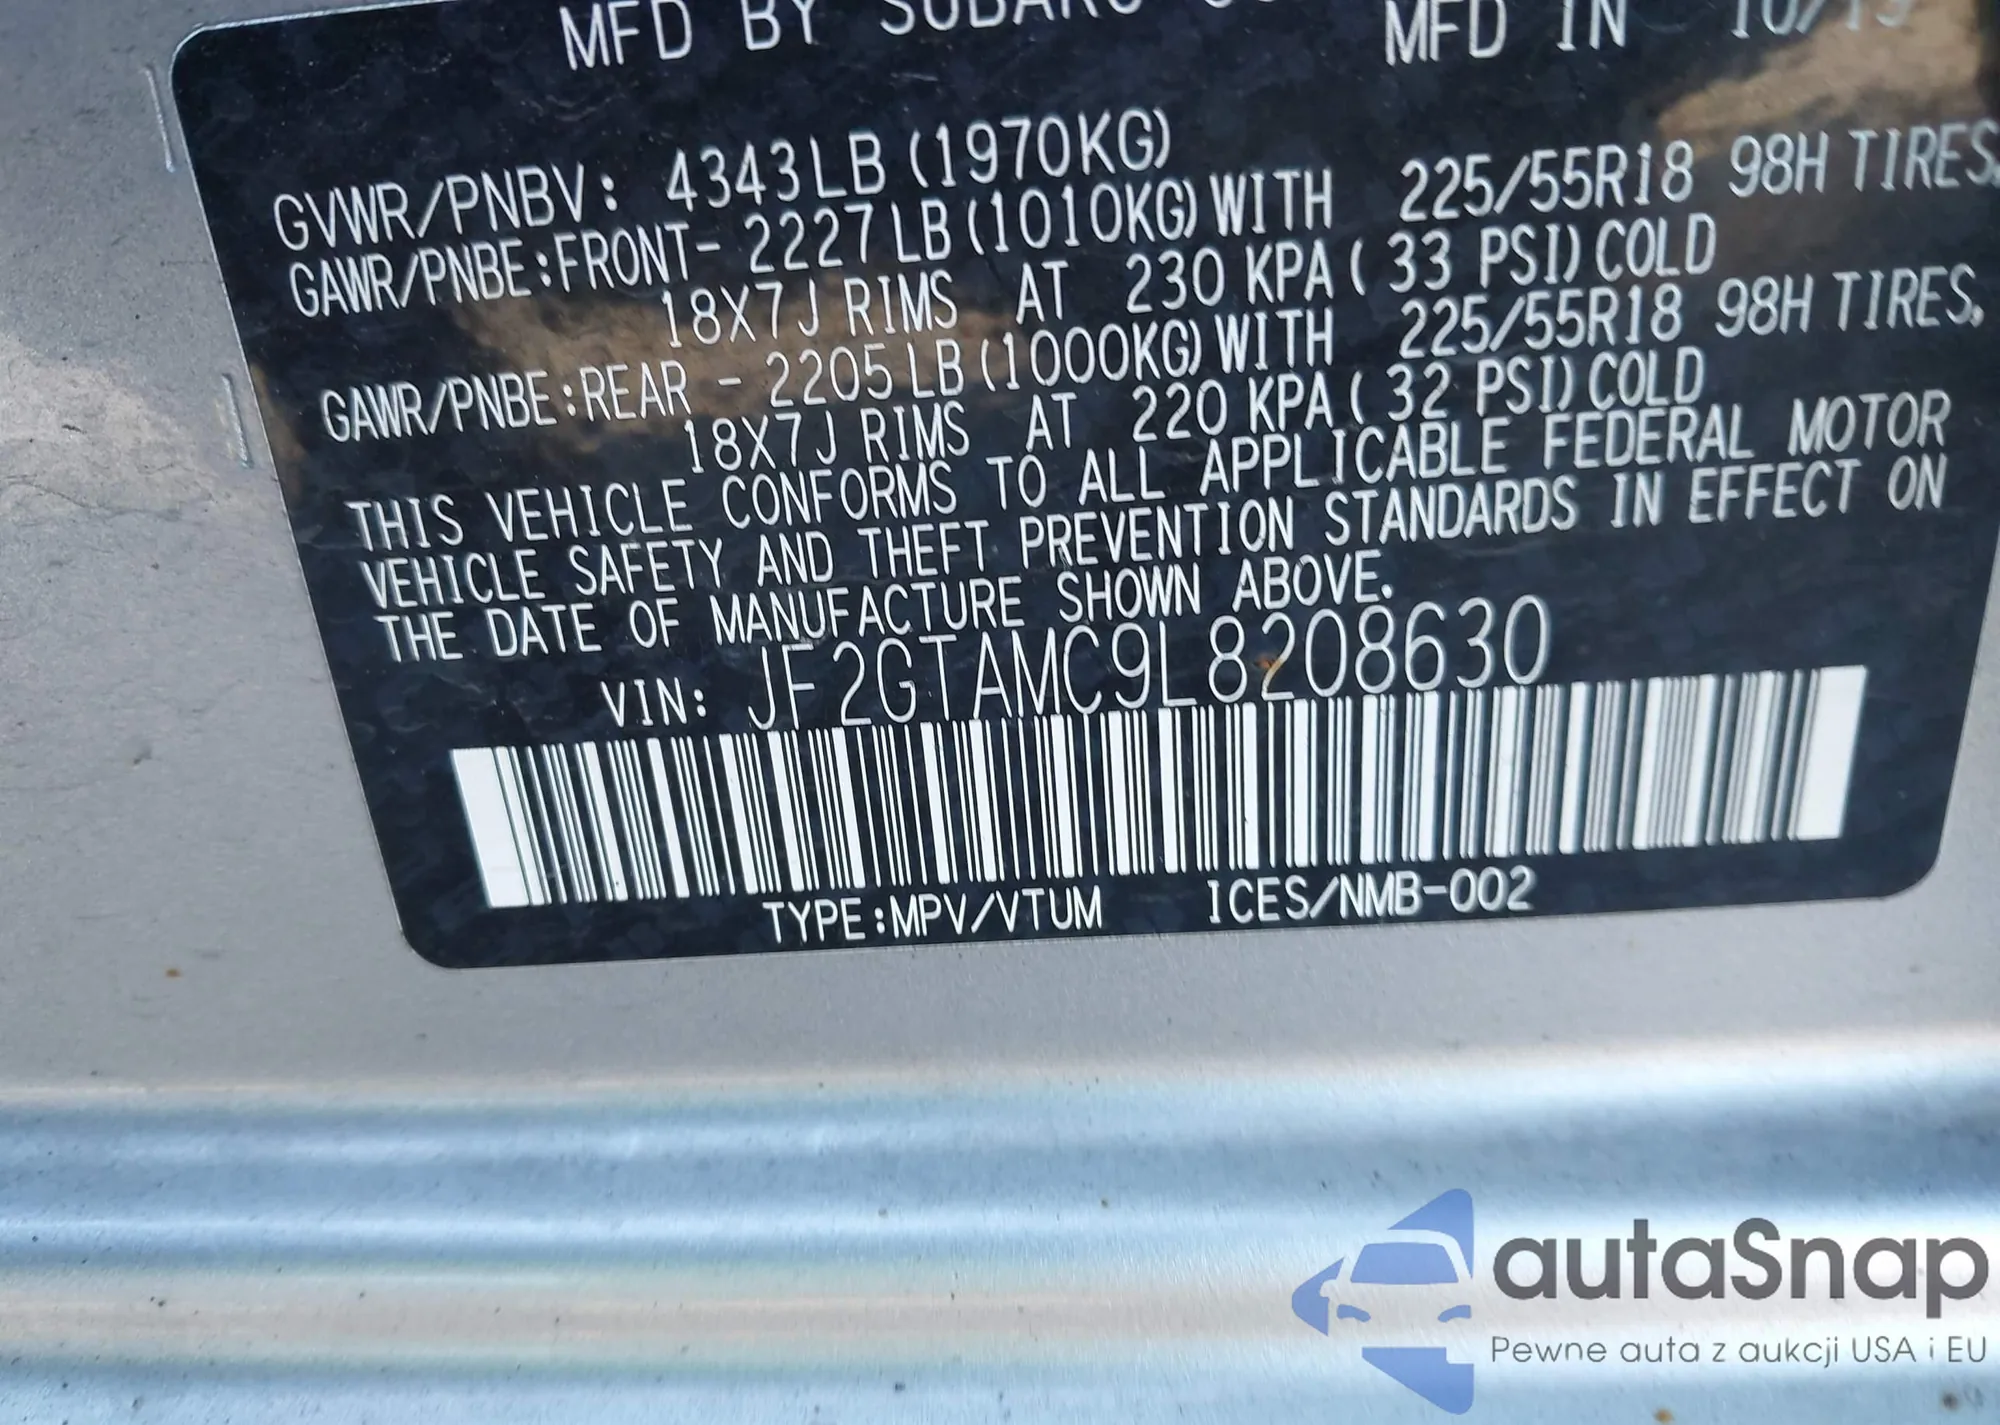 MFD BY SUBARU
MFD IN 10/19
GVWR/PNBV: 4343LB (1970KG)
GAWR/PNBE:FRONT- 2227LB (1010KG) WITH 225/55R18 98H TIRES,
18X7J RIMS AT 230 KPA ( 33 PSI) COLD
GAWR/PNBE:REAR - 2205LB (1000KG) WITH 225/55R18 98H TIRES,
18X7J RIMS AT 220 KPA ( 32 PSI) COLD
THIS VEHICLE CONFORMS TO ALL APPLICABLE FEDERAL MOTOR
VEHICLE SAFETY AND THEFT PREVENTION STANDARDS IN EFFECT ON
THE DATE OF MANUFACTURE SHOWN ABOVE.
VIN: JF2GTAMC9L8208630
TYPE:MPV/VTUM ICES/NMB-002
autaSnap
Pewne auta z aukcji USA i EU